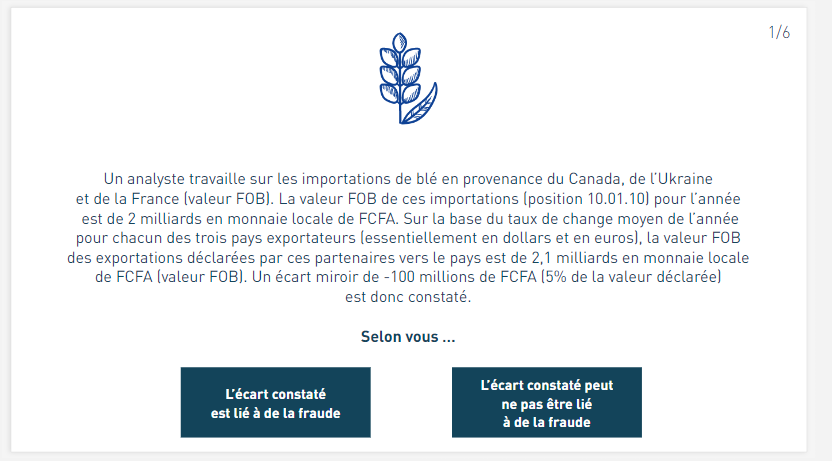 1/6
Un analyste travaille sur les importations de blé en provenance du Canada, de l'Ukraine
et de la France (valeur FOB). La valeur FOB de ces importations (position 10.01.10) pour l'année
est de 2 milliards en monnaie locale de FCFA. Sur la base du taux de change moyen de l'année
pour chacun des trois pays exportateurs (essentiellement en dollars et en euros), la valeur FOB
des exportations déclarées par ces partenaires vers le pays est de 2,1 milliards en monnaie locale
de FCFA (valeur FOB). Un écart miroir de -100 millions de FCFA (5% de la valeur déclarée)
est donc constaté.
Selon vous ...
L'écart constaté
est lié à de la fraude
L'écart constaté peut
ne pas être lié
à de la fraude